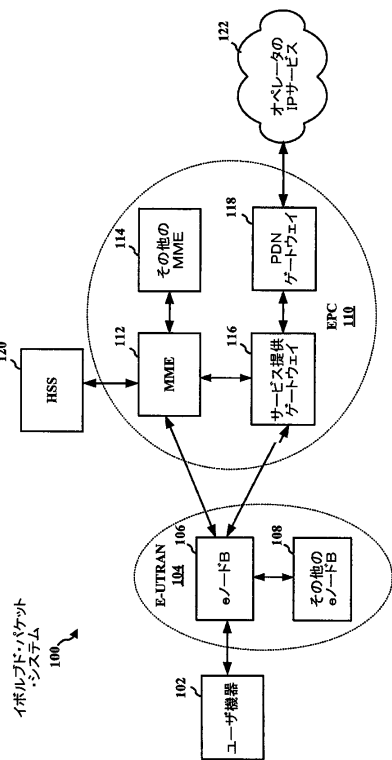 イボルブド・パケット
・システム
100
102
ユーザ機器
E-UTRAN
104
106
eノードB
108
その他の
eノードB
120
HSS
112
MME
114
その他の
MME
116
サービス提供
ゲートウェイ
118
PDN
ゲートウェイ
EPC
110
122
オペレータの
IPサービス